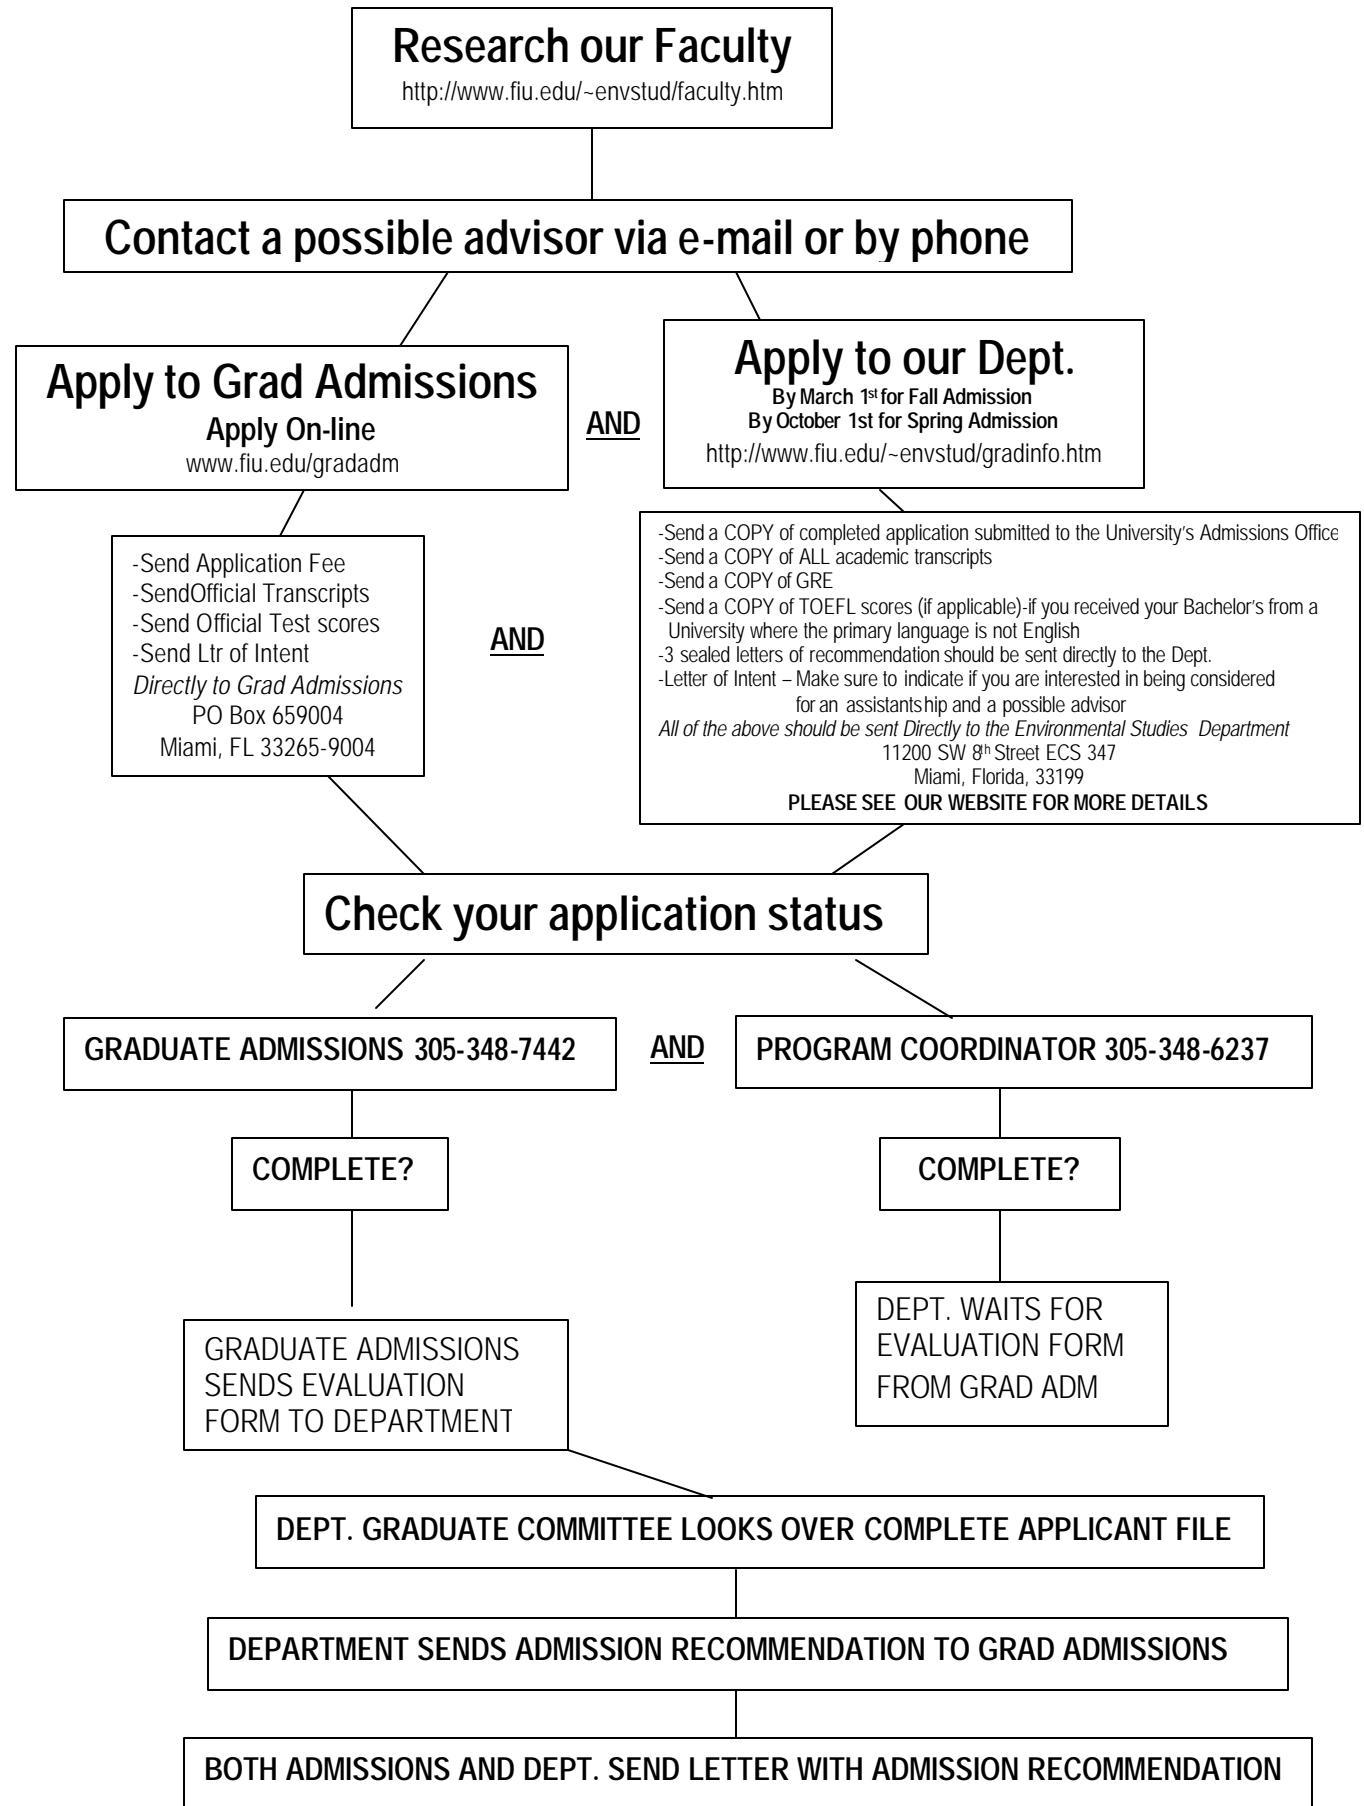 Research our Faculty
http://www.fiu.edu/~envstud/faculty.htm
Contact a possible advisor via e-mail or by phone
Apply to Grad Admissions
Apply On-line
www.fiu.edu/gradadm
AND
Apply to our Dept.
By March 1st for Fall Admission
By October 1st for Spring Admission
http://www.fiu.edu/~envstud/gradinfo.htm
-Send Application Fee
-SendOfficial Transcripts
-Send Official Test scores
-Send Ltr of Intent
Directly to Grad Admissions
PO Box 659004
Miami, FL 33265-9004
AND
-Send a COPY of completed application submitted to the University's Admissions Office
-Send a COPY of ALL academic transcripts
-Send a COPY of GRE
-Send a COPY of TOEFL scores (if applicable)-if you received your Bachelor's from a
University where the primary language is not English
-3 sealed letters of recommendation should be sent directly to the Dept.
-Letter of Intent – Make sure to indicate if you are interested in being considered
for an assistantship and a possible advisor
All of the above should be sent Directly to the Environmental Studies Department
11200 SW 8th Street ECS 347
Miami, Florida, 33199
PLEASE SEE OUR WEBSITE FOR MORE DETAILS
Check your application status
GRADUATE ADMISSIONS 305-348-7442
AND
PROGRAM COORDINATOR 305-348-6237
COMPLETE?
COMPLETE?
GRADUATE ADMISSIONS
SENDS EVALUATION
FORM TO DEPARTMENT
DEPT. WAITS FOR
EVALUATION FORM
FROM GRAD ADM
DEPT. GRADUATE COMMITTEE LOOKS OVER COMPLETE APPLICANT FILE
DEPARTMENT SENDS ADMISSION RECOMMENDATION TO GRAD ADMISSIONS
BOTH ADMISSIONS AND DEPT. SEND LETTER WITH ADMISSION RECOMMENDATION